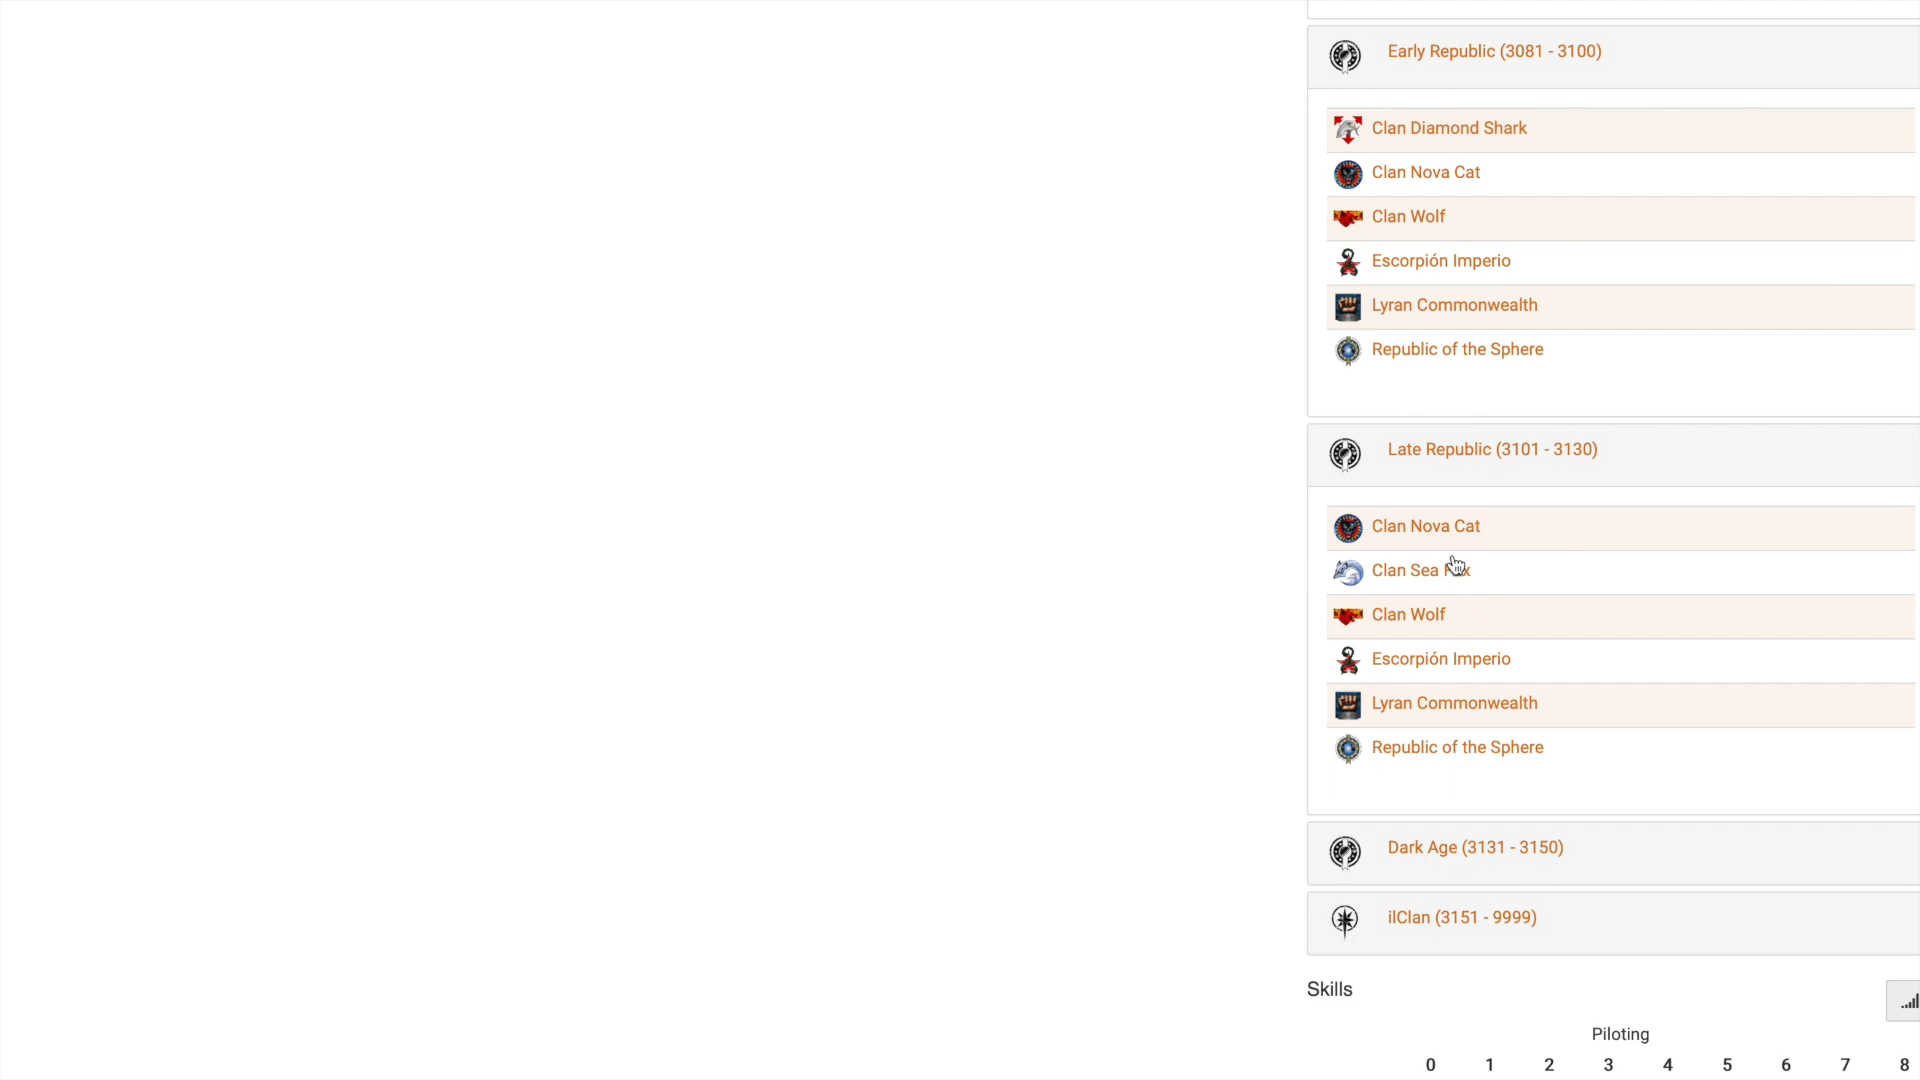 Early Republic (3081 - 3100)
Clan Diamond Shark
Clan Nova Cat
Clan Wolf
Escorpión Imperio
Lyran Commonwealth
Republic of the Sphere
Late Republic (3101 - 3130)
Clan Nova Cat
Clan Sea Fox
Clan Wolf
Escorpión Imperio
Lyran Commonwealth
Republic of the Sphere
Dark Age (3131 - 3150)
ilClan (3151 - 9999)
Skills
Piloting
0 1 2 3 4 5 6 7 8